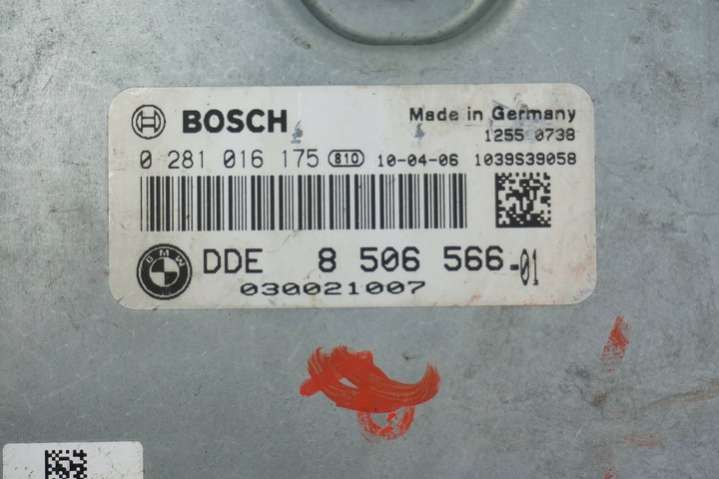 BOSCH Made in Germany
1255 0738
0 281 016 175 810 10-04-06 1039S39058
BMW DDE 8 506 566-01
030021007